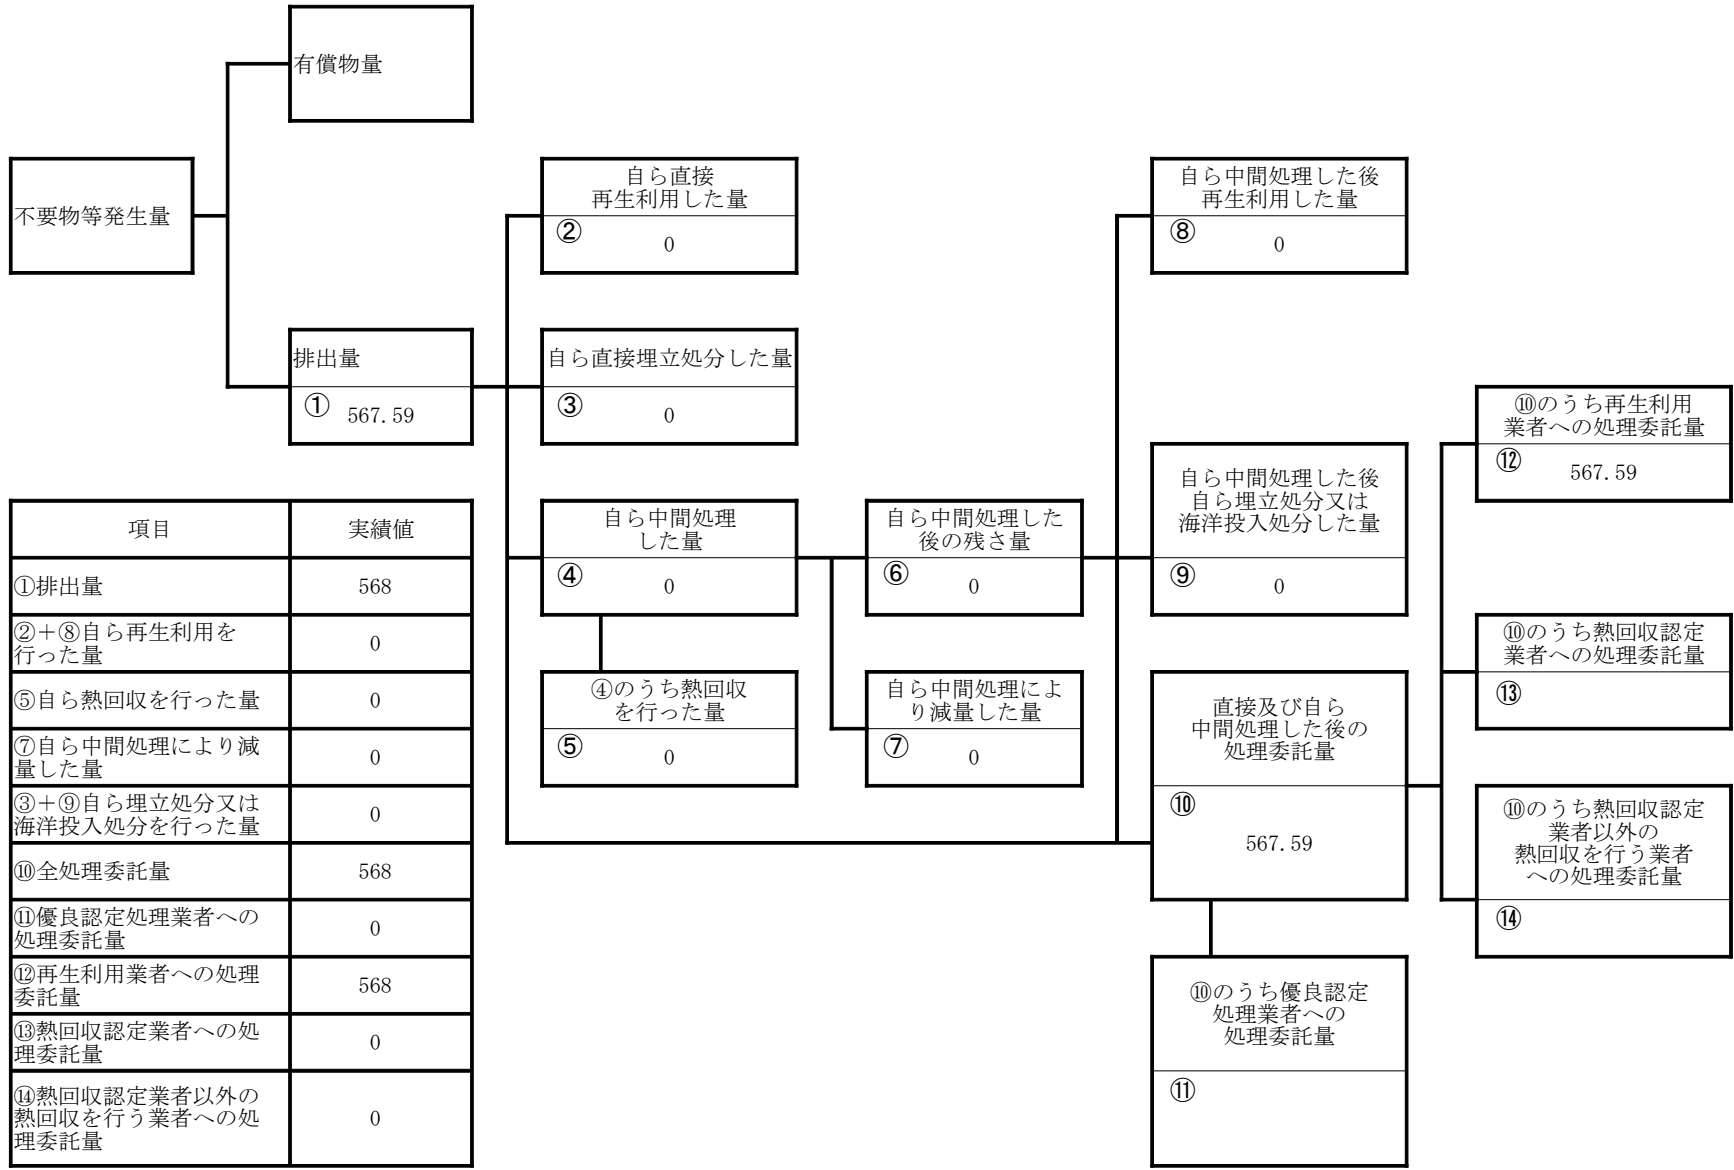 有償物量
不要物等発生量
自ら直接
再生利用した量
②
0
自ら中間処理した後
再生利用した量
⑧
0
排出量
①
567.59
自ら直接埋立処分した量
③
0
⑩のうち再生利用
業者への処理委託量
⑫
567.59
自ら中間処理した後
自ら埋立処分又は
海洋投入処分した量
⑨
0
自ら中間処理
した量
④
0
自ら中間処理した
後の残さ量
⑥
0
⑩のうち熱回収認定
業者への処理委託量
⑬
④のうち熱回収
を行った量
⑤
0
自ら中間処理によ
り減量した量
⑦
0
直接及び自ら
中間処理した後の
処理委託量
⑩
567.59
⑩のうち熱回収認定
業者以外の
熱回収を行う業者
への処理委託量
⑭
⑩のうち優良認定
処理業者への
処理委託量
⑪
項目 実績値
①排出量 568
②＋⑧自ら再生利用を
行った量 0
⑤自ら熱回収を行った量 0
⑦自ら中間処理により減
量した量 0
③＋⑨自ら埋立処分又は
海洋投入処分を行った量 0
⑩全処理委託量 568
⑪優良認定処理業者への
処理委託量 0
⑫再生利用業者への処理
委託量 568
⑬熱回収認定業者への処
理委託量 0
⑭熱回収認定業者以外の
熱回収を行う業者への処
理委託量 0